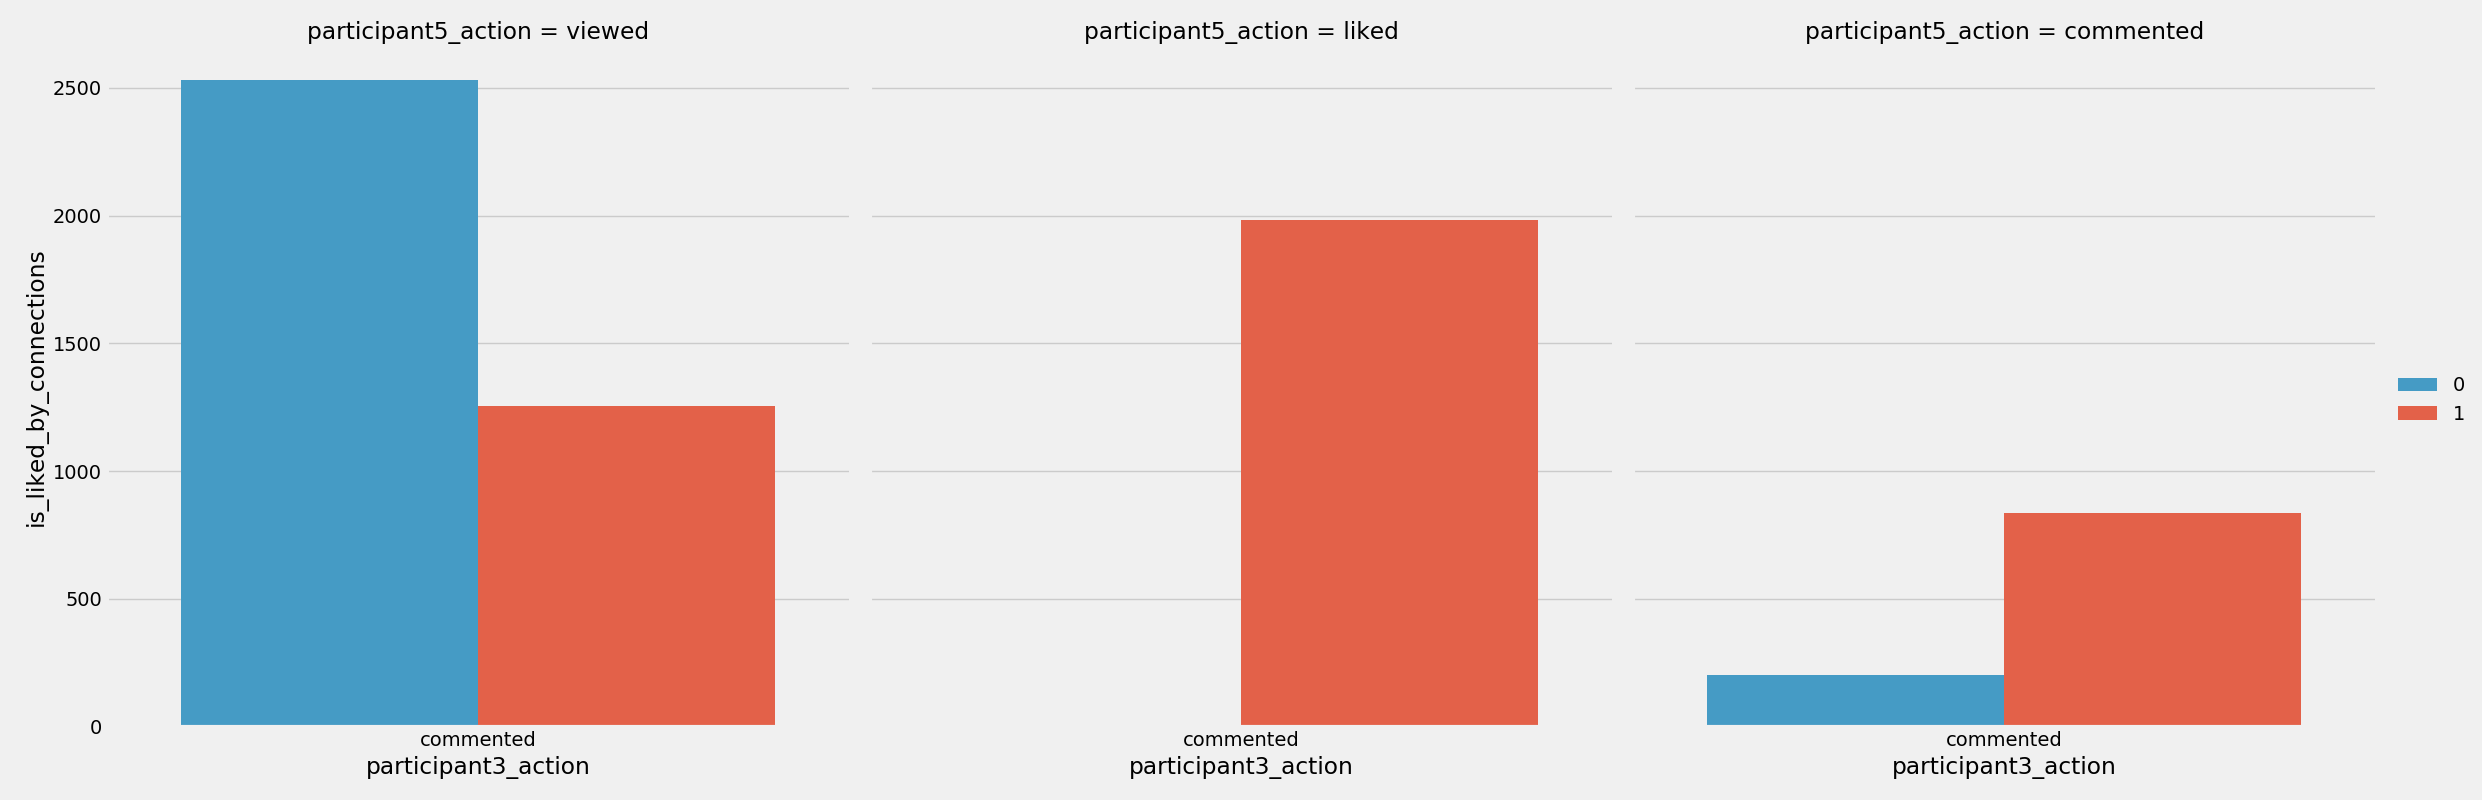 participant5_action = viewed
participant5_action = liked
participant5_action = commented
is_liked_by_connections
2500
2000
1500
1000
500
0
commented
commented
commented
participant3_action
participant3_action
participant3_action
0
1